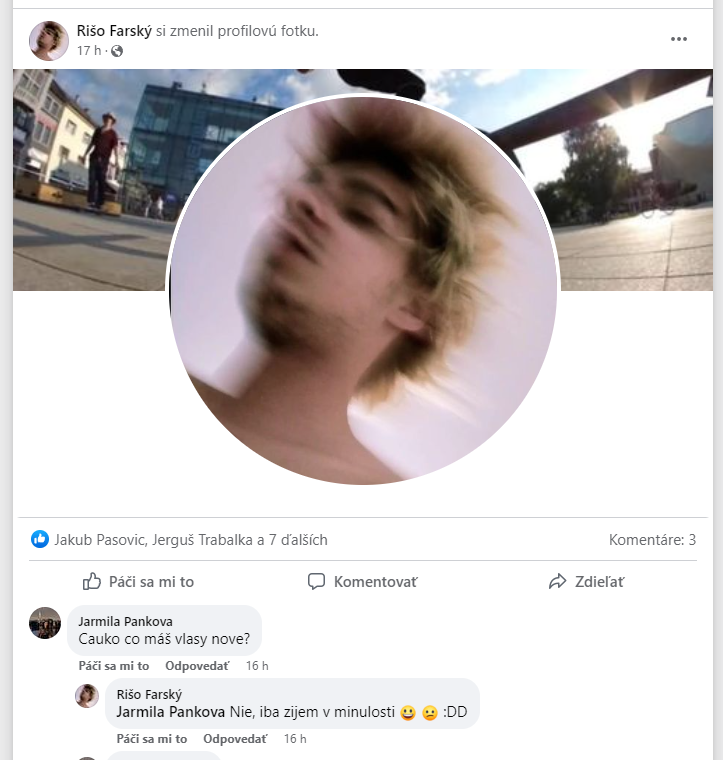 Rišo Farský si zmenil profilovú fotku.
17 h ·
Jakub Pasovic, Jerguš Trabalka a 7 ďalších
Komentáre: 3
Páči sa mi to
Komentovať
Zdieľať
Jarmila Pankova
Cauko co máš vlasy nove?
Páči sa mi to Odpovedať 16 h
Rišo Farský
Jarmila Pankova Nie, iba zijem v minulosti 😃 😕 :DD
Páči sa mi to Odpovedať 16 h